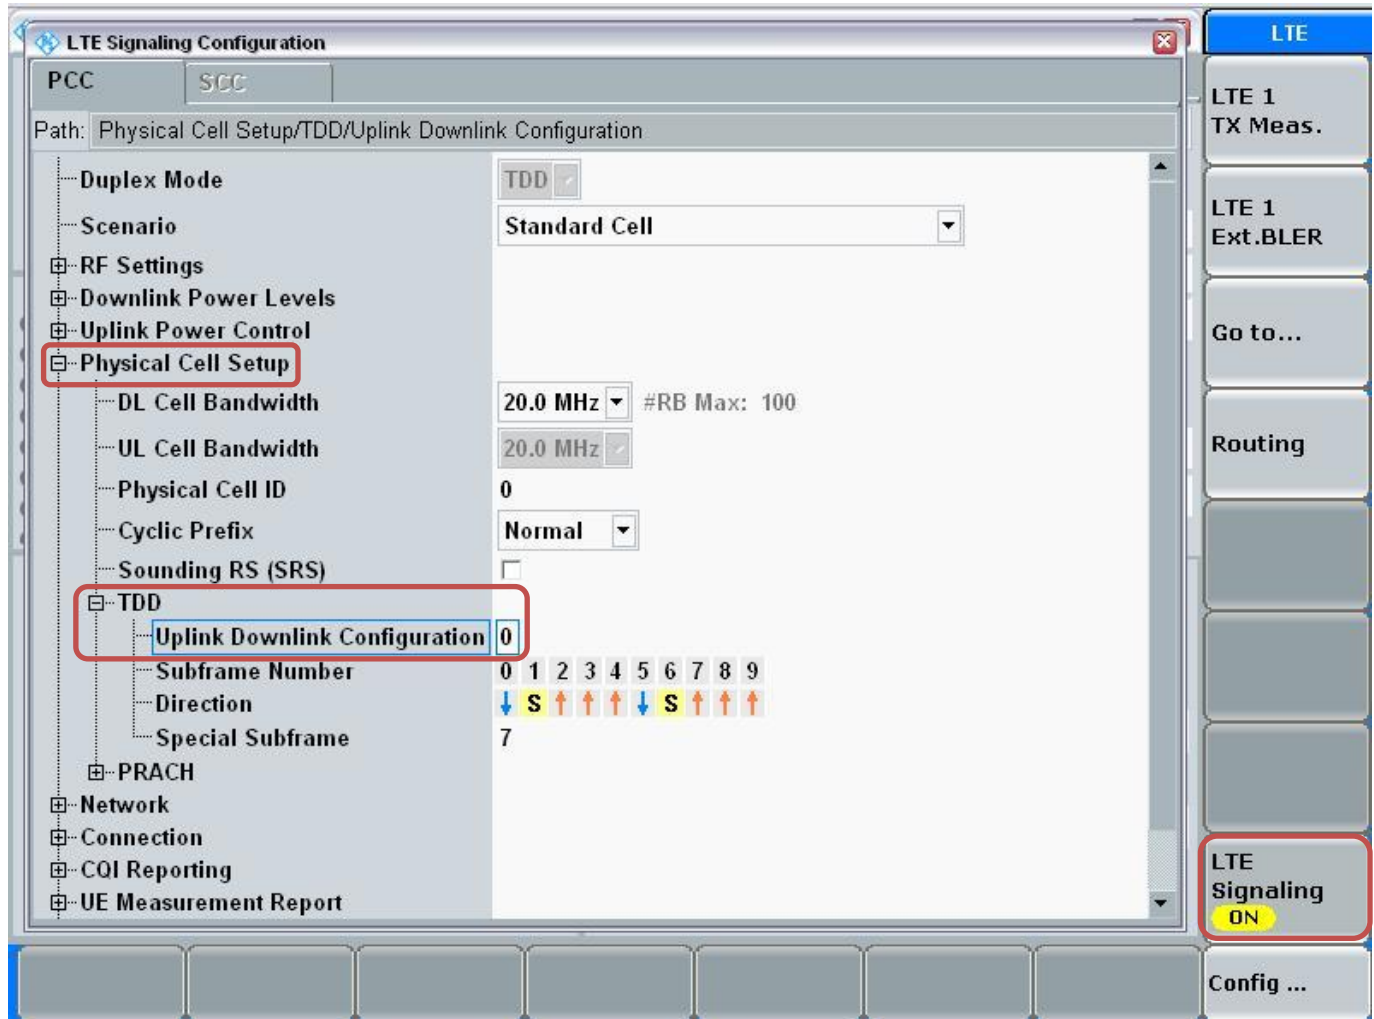 LTE Signaling Configuration
PCC SCC
Path: Physical Cell Setup/TDD/Uplink Downlink Configuration
Duplex Mode TDD
Scenario Standard Cell
RF Settings
Downlink Power Levels
Uplink Power Control
Physical Cell Setup
DL Cell Bandwidth 20.0 MHz #RB Max: 100
UL Cell Bandwidth 20.0 MHz
Physical Cell ID 0
Cyclic Prefix Normal
Sounding RS (SRS)
TDD
Uplink Downlink Configuration 0
Subframe Number 0 1 2 3 4 5 6 7 8 9
Direction ↓ S ↑ ↑ ↑ ↓ S ↑ ↑ ↑
Special Subframe 7
PRACH
Network
Connection
CQI Reporting
UE Measurement Report
LTE
LTE 1
TX Meas.
LTE 1
Ext.BLER
Go to...
Routing
LTE
Signaling
ON
Config ...